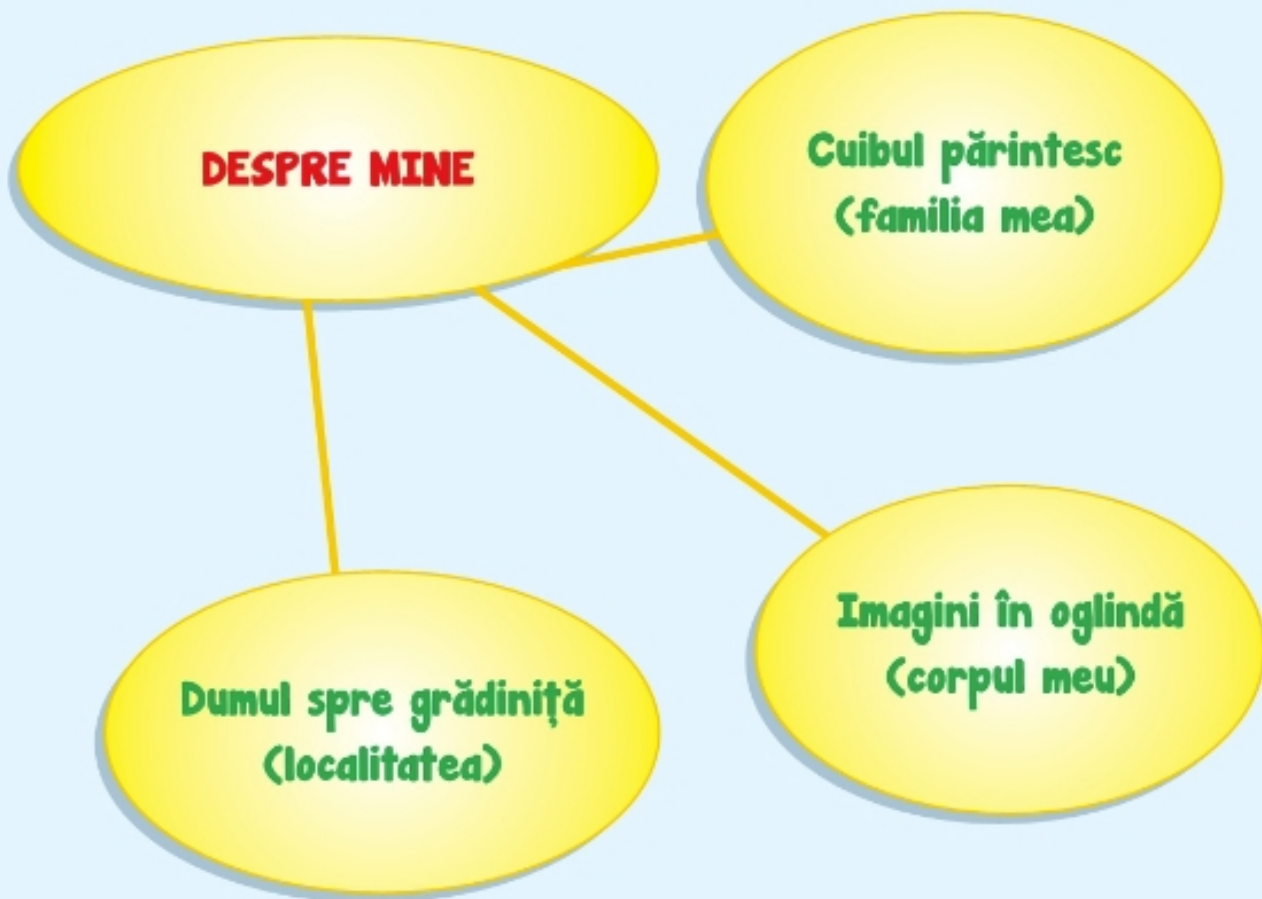 DESPRE MINE
Cuibul părintesc
(familia mea)
Imagini în oglindă
(corpul meu)
Dumul spre grădiniță
(localitatea)